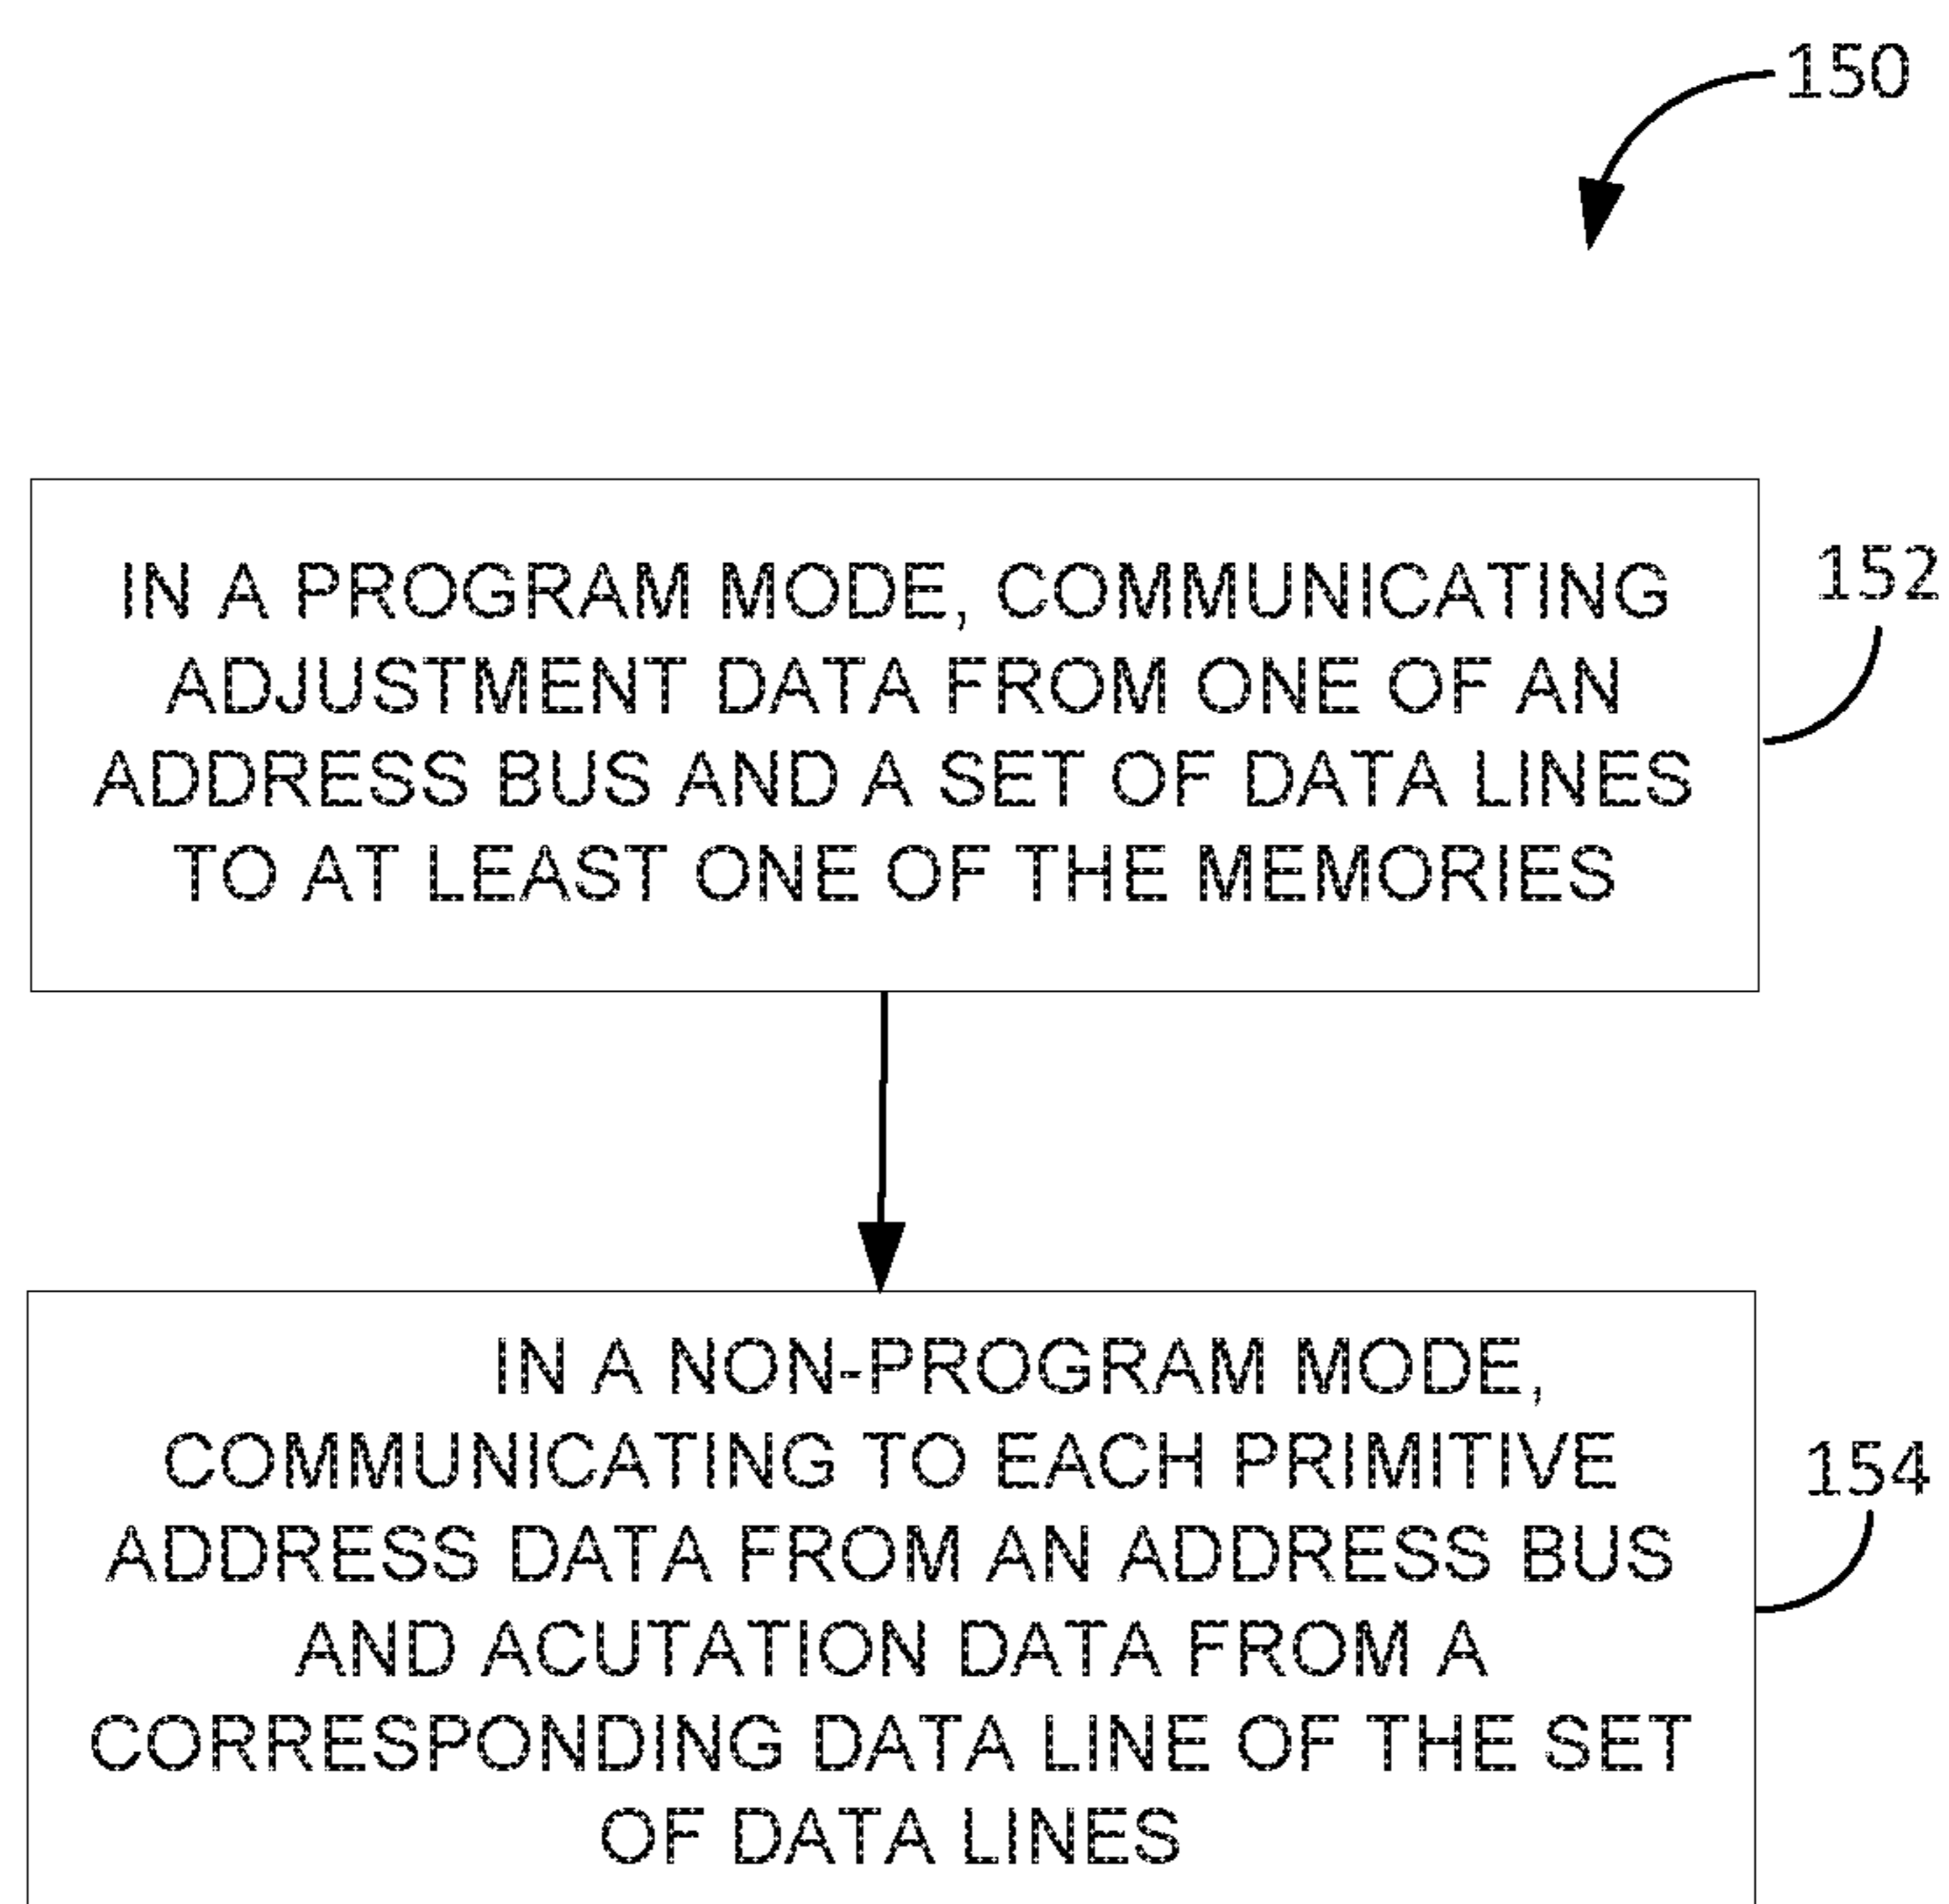 150
IN A PROGRAM MODE, COMMUNICATING
ADJUSTMENT DATA FROM ONE OF AN
ADDRESS BUS AND A SET OF DATA LINES
TO AT LEAST ONE OF THE MEMORIES
152
IN A NON-PROGRAM MODE,
COMMUNICATING TO EACH PRIMITIVE
ADDRESS DATA FROM AN ADDRESS BUS
AND ACUTATION DATA FROM A
CORRESPONDING DATA LINE OF THE SET
OF DATA LINES
154